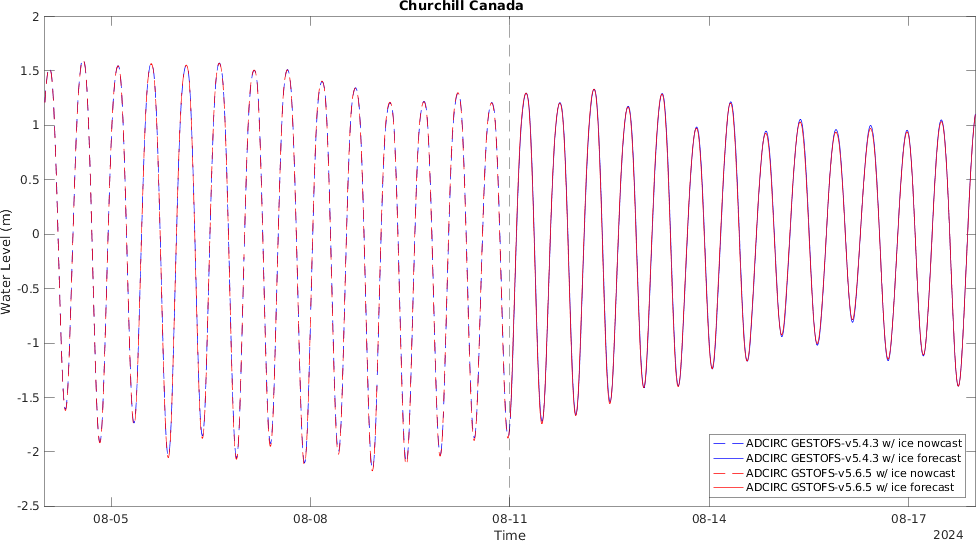 Churchill Canada
2
1.5
1
0.5
0
-0.5
-1
-1.5
-2
-2.5
Water Level (m)
08-05
08-08
08-11
08-14
08-17
Time
2024
ADCIRC GESTOFS-v5.4.3 w/ ice nowcast
ADCIRC GESTOFS-v5.4.3 w/ ice forecast
ADCIRC GSTOFS-v5.6.5 w/ ice nowcast
ADCIRC GSTOFS-v5.6.5 w/ ice forecast